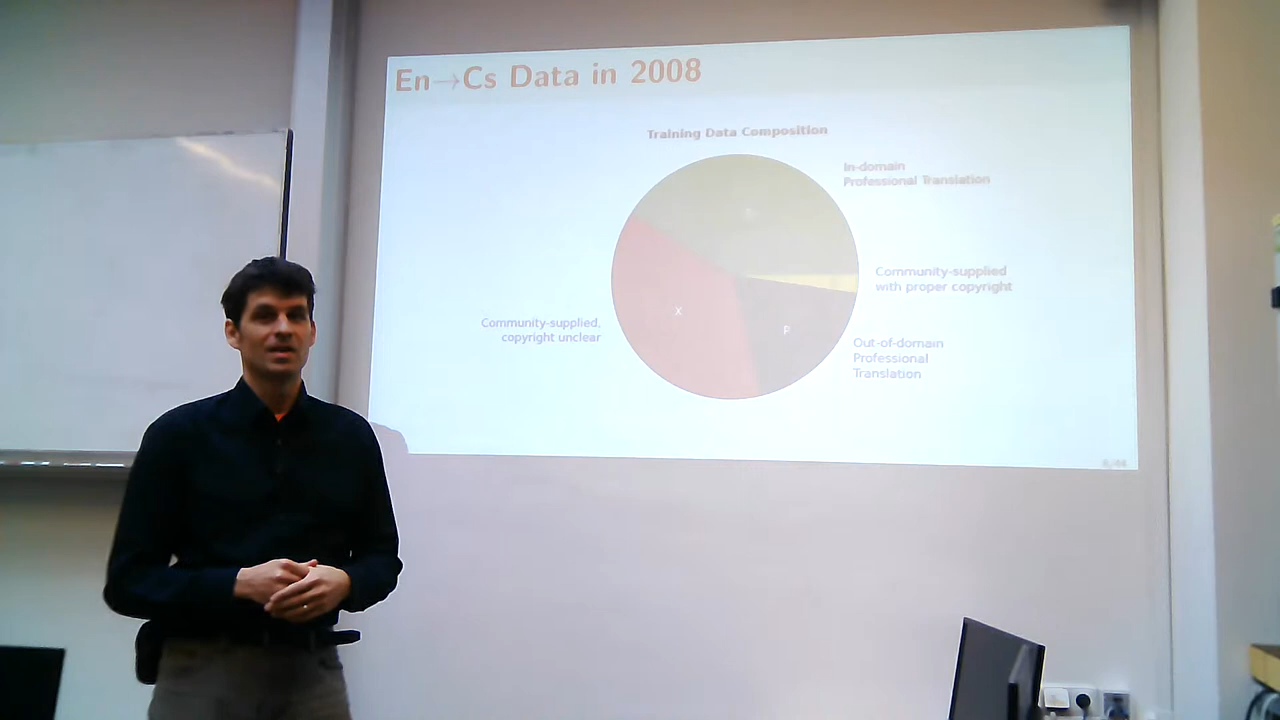 En→Cs Data in 2008
Training Data Composition
In-domain
Professional Translation
Community-supplied
with proper copyright
X
P
Community-supplied,
copyright unclear
Out-of-domain
Professional
Translation